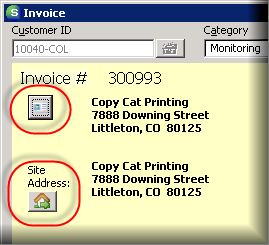 S Invoice
Customer ID Category
10040-COL Monitoring
Invoice # 300993
Copy Cat Printing
7888 Downing Street
Littleton, CO 80125
Site
Address:
Copy Cat Printing
7888 Downing Street
Littleton, CO 80125